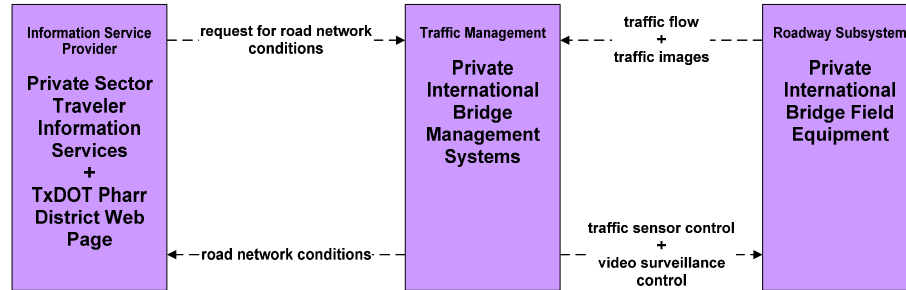 Information Service
Provider
Private Sector
Traveler
Information
Services
+
TxDOT Pharr
District Web
Page
request for road network
conditions
road network conditions
Traffic Management
Private
International
Bridge
Management
Systems
traffic flow
+
traffic images
traffic sensor control
+
video surveillance
control
Roadway Subsystem
Private
International
Bridge Field
Equipment